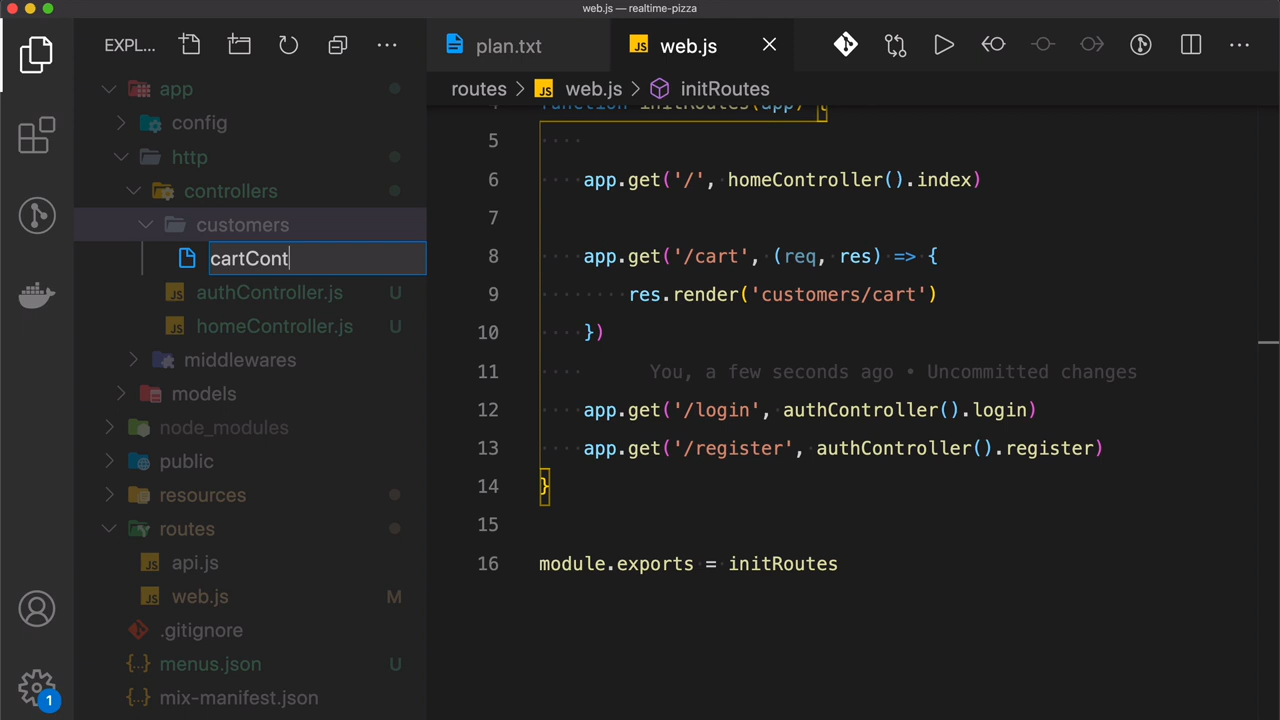 web.js — realtime-pizza
EXPL...
plan.txt
web.js
routes > web.js > initRoutes
app
config
http
controllers
customers
cartCont
authController.js U
homeController.js U
middlewares
models
node_modules
public
resources
routes
api.js
web.js M
.gitignore
menus.json U
mix-manifest.json
1
4 function initRoutes(app) {
5
6 app.get('/', homeController().index)
7
8 app.get('/cart', (req, res) => {
9 res.render('customers/cart')
10 })
11 You, a few seconds ago • Uncommitted changes
12 app.get('/login', authController().login)
13 app.get('/register', authController().register)
14 }
15
16 module.exports = initRoutes